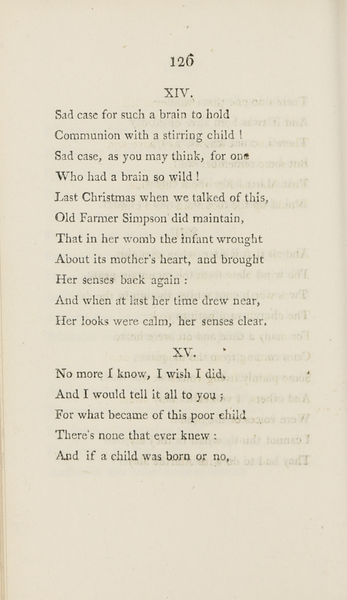 126
XIV.
Sad case for such a brain to hold
Communion with a stirring child !
Sad case, as you may think, for one
Who had a brain so wild !
Last Christmas when we talked of this,
Old Farmer Simpson did maintain,
That in her womb the infant wrought
About its mother's heart, and brought
Her senses back again :
And when at last her time drew near,
Her looks were calm, her senses clear.
XV.
No more I know, I wish I did,
And I would tell it all to you ;
For what became of this poor child
There's none that ever knew :
And if a child was born or no,